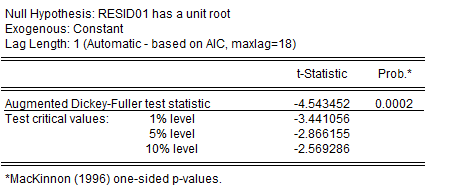 Null Hypothesis: RESID01 has a unit root
Exogenous: Constant
Lag Length: 1 (Automatic - based on AIC, maxlag=18)
t-Statistic Prob.*
Augmented Dickey-Fuller test statistic -4.543452 0.0002
Test critical values: 1% level -3.441056
5% level -2.866155
10% level -2.569286
*MacKinnon (1996) one-sided p-values.